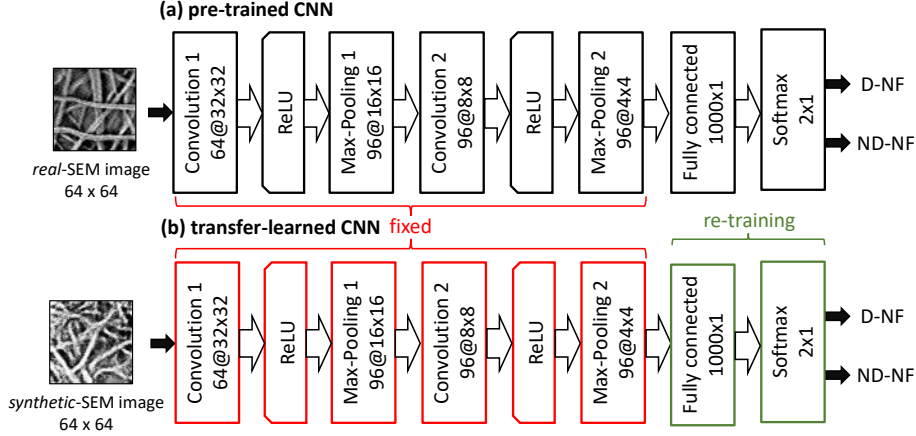 (a) pre-trained CNN
real-SEM image
64 x 64
Convolution 1
64@32x32
ReLU
Max-Pooling 1
96@16x16
Convolution 2
96@8x8
ReLU
Max-Pooling 2
96@4x4
Fully connected
1000x1
Softmax
2x1
D-NF
ND-NF
(b) transfer-learned CNN fixed
re-training
synthetic-SEM image
64 x 64
Convolution 1
64@32x32
ReLU
Max-Pooling 1
96@16x16
Convolution 2
96@8x8
ReLU
Max-Pooling 2
96@4x4
Fully connected
1000x1
Softmax
2x1
D-NF
ND-NF